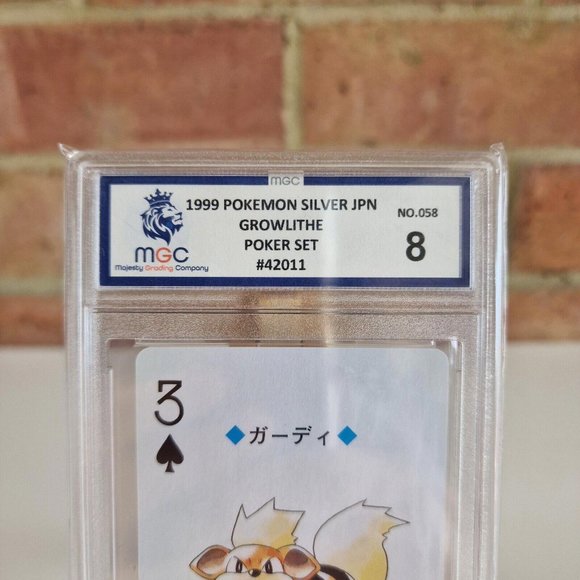 MGC
1999 POKEMON SILVER JPN
GROWLITHE
POKER SET
#42011
NO.058
8
MGC
Majesty Grading Company
3
ガーディ